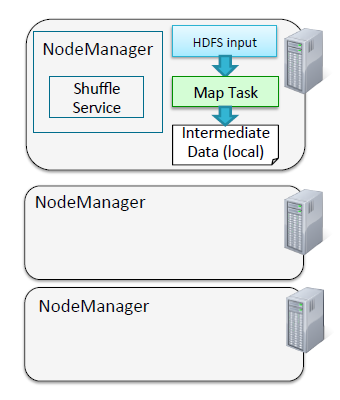 NodeManager
Shuffle
Service
HDFS input
Map Task
Intermediate
Data (local)
NodeManager
NodeManager